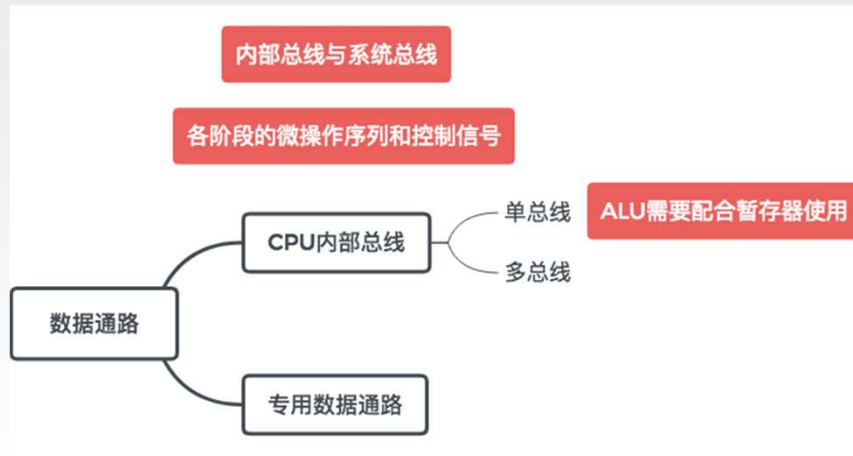 内部总线与系统总线
各阶段的微操作序列和控制信号
单总线
ALU需要配合暂存器使用
CPU内部总线
多总线
数据通路
专用数据通路